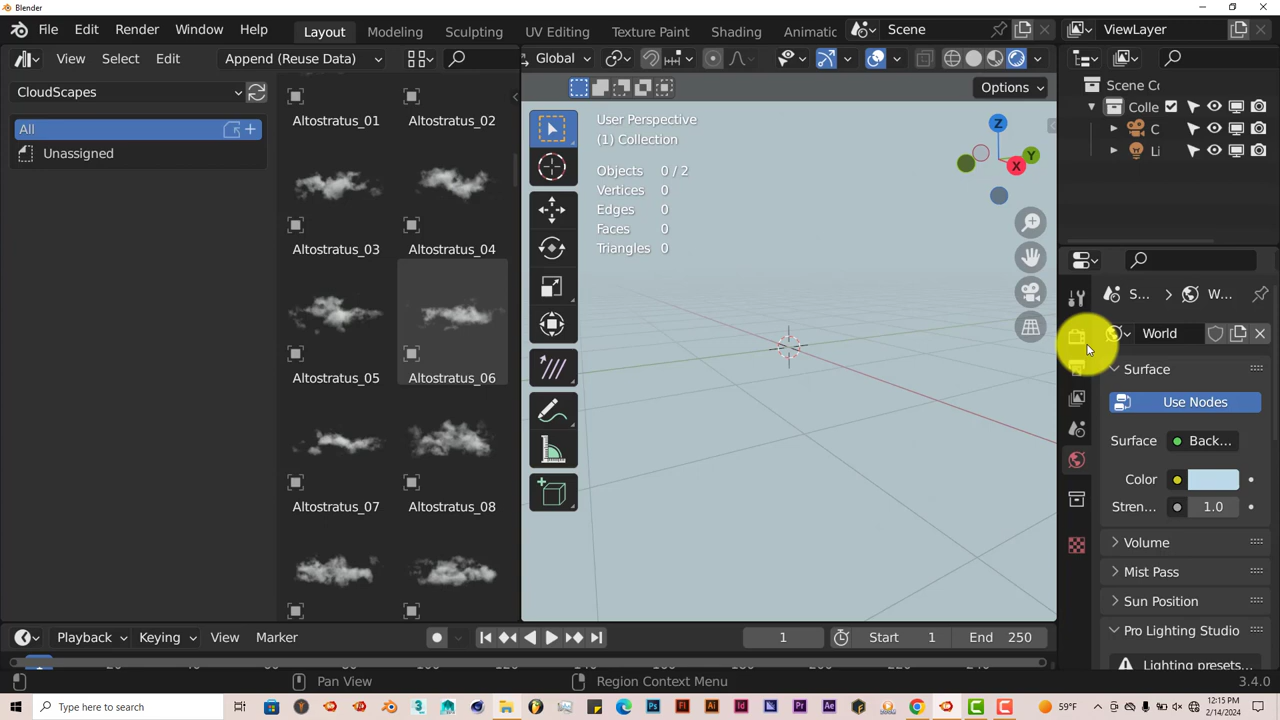 Blender
File Edit Render Window Help Layout Modeling Sculpting UV Editing Texture Paint Shading Animatic Scene ViewLayer
View Select Edit Append (Reuse Data) Global
CloudScapes
Options
All
Unassigned
Altostratus_01 Altostratus_02
Altostratus_03 Altostratus_04
Altostratus_05 Altostratus_06
Altostratus_07 Altostratus_08
User Perspective
(1) Collection
Objects 0 / 2
Vertices 0
Edges 0
Faces 0
Triangles 0
Z
Y
X
Scene Cc
Colle
C
Li
S... > W...
World
Surface
Use Nodes
Surface Back...
Color
Stren... 1.0
Volume
Mist Pass
Sun Position
Pro Lighting Studio
Lighting presets...
Playback Keying View Marker 1 Start 1 End 250
Pan View Region Context Menu 3.4.0
Type here to search 59°F 12:15 PM
2/14/2024